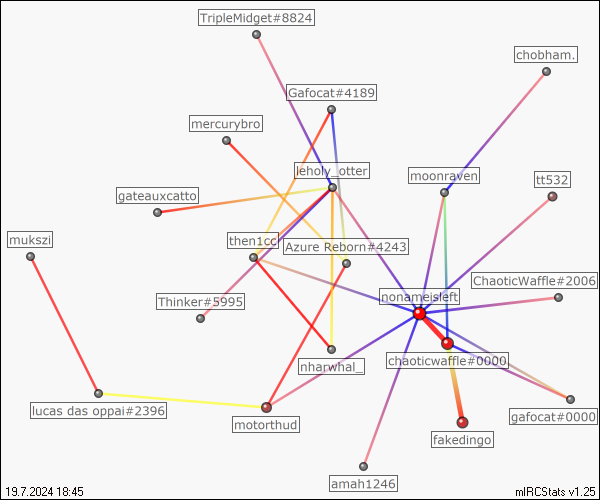 TripleMidget#8824
chobham.
Gafocat#4189
mercurybro
leholy_otter
moonraven
tt532
gateauxcatto
mukszi
then1cc
Azure Reborn#4243
ChaoticWaffle#2006
Thinker#5995
nonameisleft
nharwhal_
chaoticwaffle#0000
lucas das oppai#2396
motorthud
gafocat#0000
fakedingo
amah1246
19.7.2024 18:45
mIRCStats v1.25